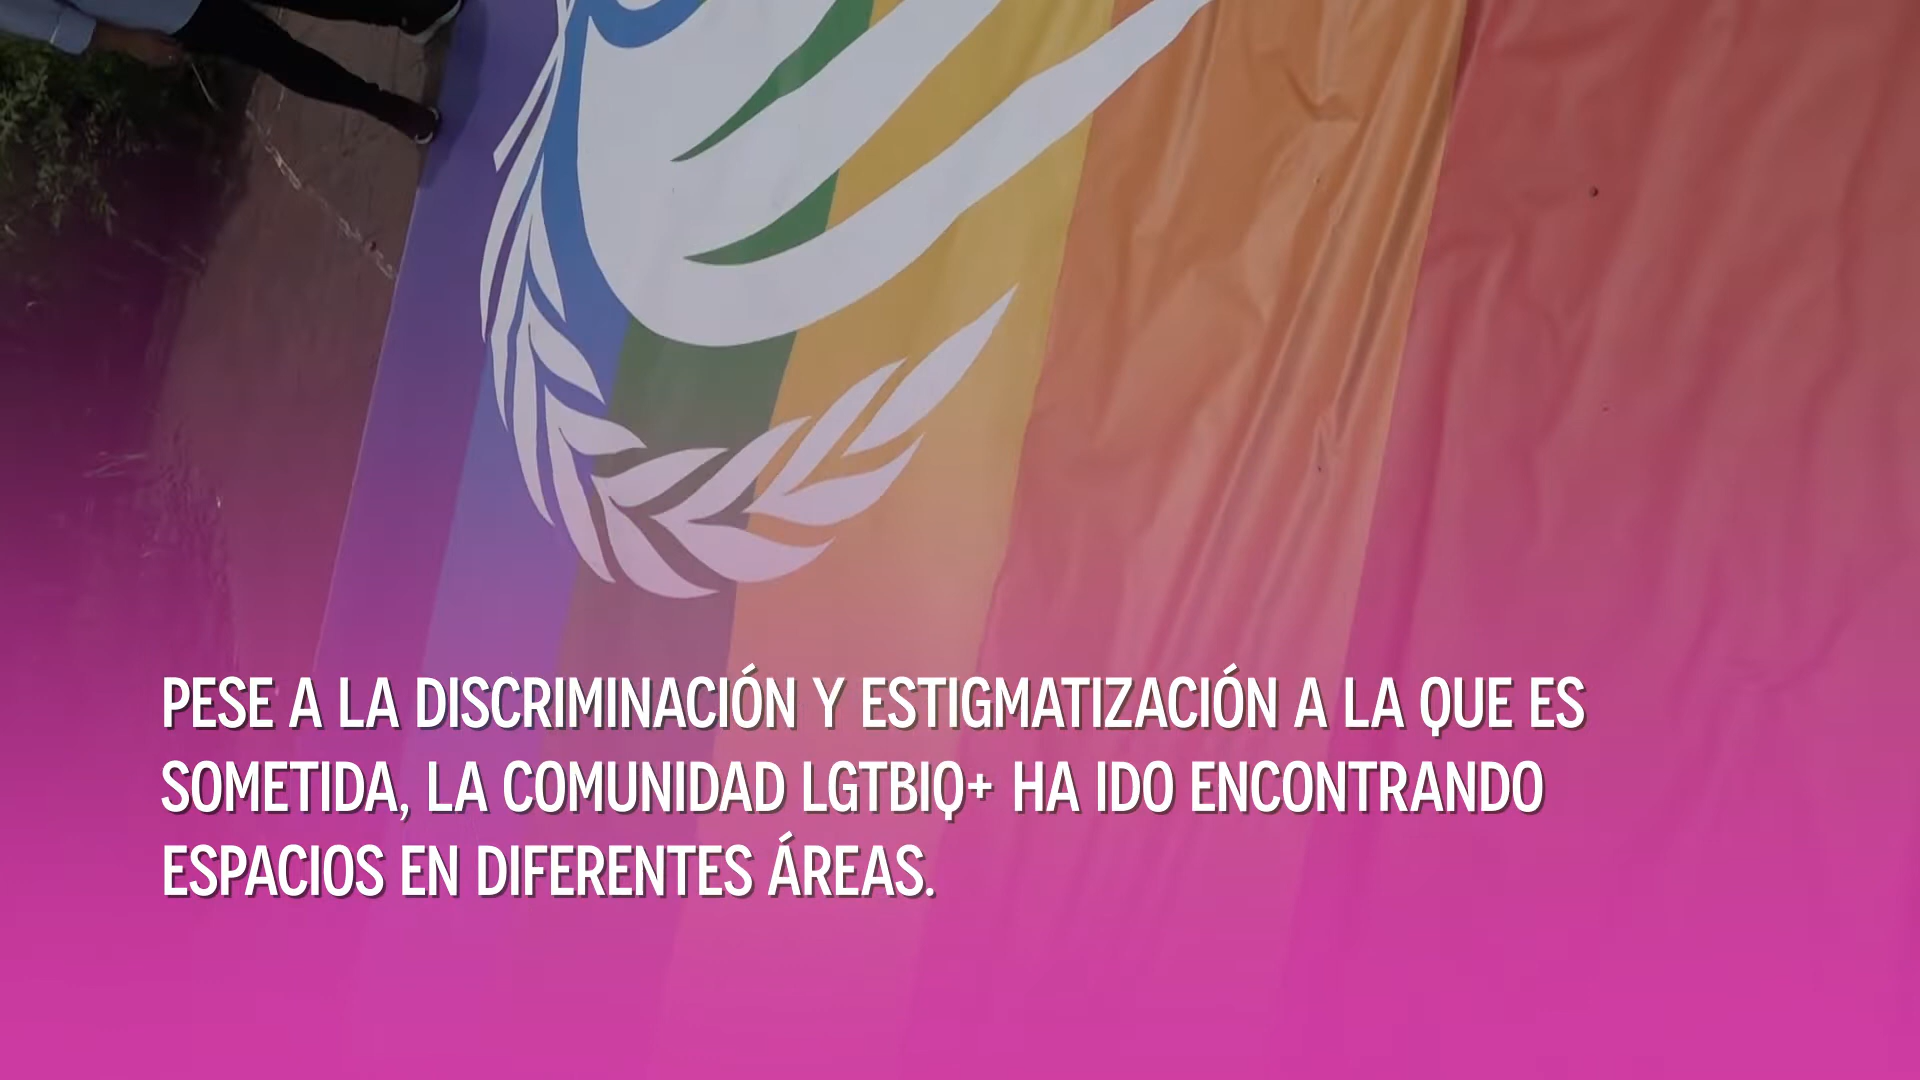 PESE A LA DISCRIMINACIÓN Y ESTIGMATIZACIÓN A LA QUE ES
SOMETIDA, LA COMUNIDAD LGTBIQ+ HA IDO ENCONTRANDO
ESPACIOS EN DIFERENTES ÁREAS.